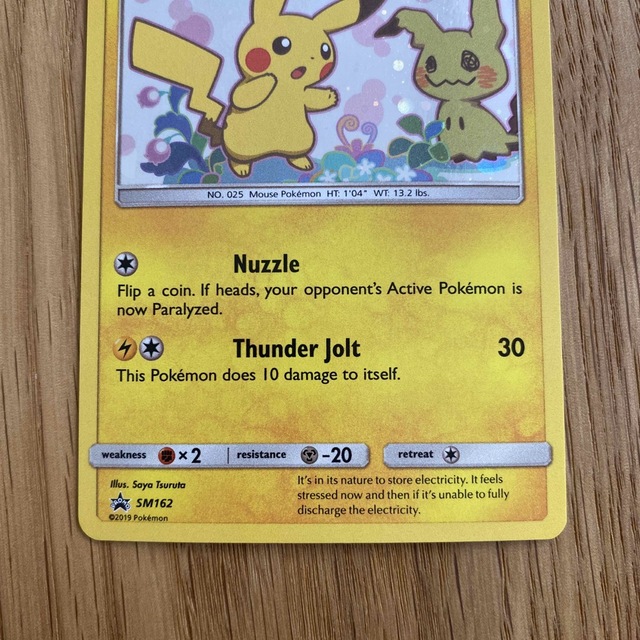 NO. 025 Mouse Pokémon HT: 1'04" WT: 13.2 lbs.
Nuzzle
Flip a coin. If heads, your opponent's Active Pokémon is
now Paralyzed.
Thunder Jolt 30
This Pokémon does 10 damage to itself.
weakness ×2 resistance -20 retreat
Illus. Saya Tsuruta
SM162
©2019 Pokémon
It's in its nature to store electricity. It feels
stressed now and then if it's unable to fully
discharge the electricity.